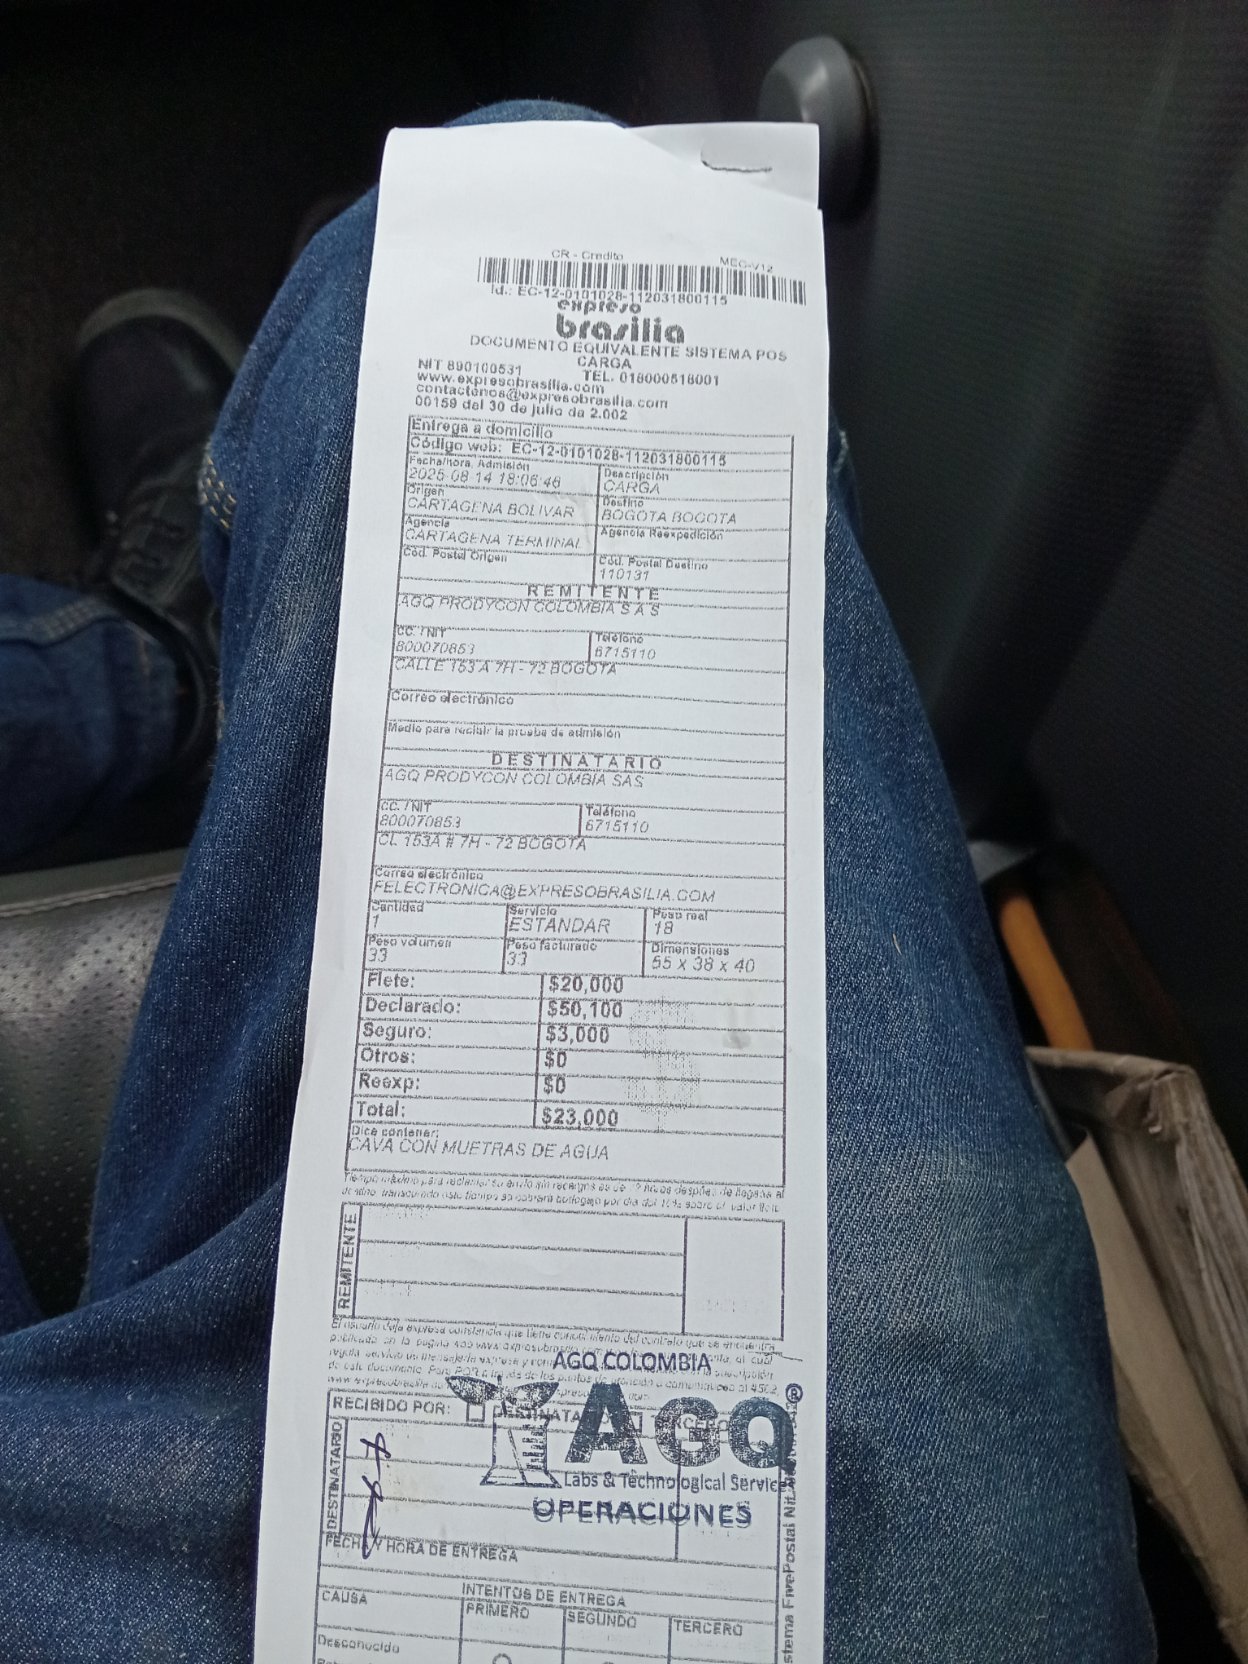 CR - Credito MEC-V12
Id.: EC-12-0101028-112031800115
expreso
brasilia
DOCUMENTO EQUIVALENTE SISTEMA POS
CARGA
NIT 890100531 TEL. 018000518001
www.expresobrasilia.com
contactenos@expresobrasilia.com
00159 del 30 de julio de 2.002
Entrega a domicilio
Código web: EC-12-0101028-112031800115
Fecha/hora, Admisión Descripción
2025-08-14 18:06:46 CARGA
Origen Destino
CARTAGENA BOLIVAR BOGOTA BOGOTA
Agencia Agencia Reexpedición
CARTAGENA TERMINAL
Cód. Postal Origen Cód. Postal Destino
110131
REMITENTE
AGQ PRODYCON COLOMBIA S A S
CC. / NIT Teléfono
800070853 6715110
CALLE 153 A 7H - 72 BOGOTA
Correo electrónico
Medio para recibir la prueba de admisión
DESTINATARIO
AGQ PRODYCON COLOMBIA SAS
CC. / NIT Teléfono
800070853 6715110
CL 153A # 7H - 72 BOGOTA
Correo electrónico
FELECTRONICA@EXPRESOBRASILIA.COM
Cantidad Servicio Peso real
1 ESTANDAR 18
Peso volumen Peso facturado Dimensiones
33 33 55 x 38 x 40
Flete: $20,000
Declarado: $50,100
Seguro: $3,000
Otros: $0
Reexp: $0
Total: $23,000
Dice contener:
CAVA CON MUETRAS DE AGUA
REMITENTE
AGQ COLOMBIA
RECIBIDO POR: DESTINATARIO TERCERO
AGQ®
Labs & Technological Services
OPERACIONES
DESTINATARIO
FECHA Y HORA DE ENTREGA
INTENTOS DE ENTREGA
CAUSA PRIMERO SEGUNDO TERCERO
Desconocido